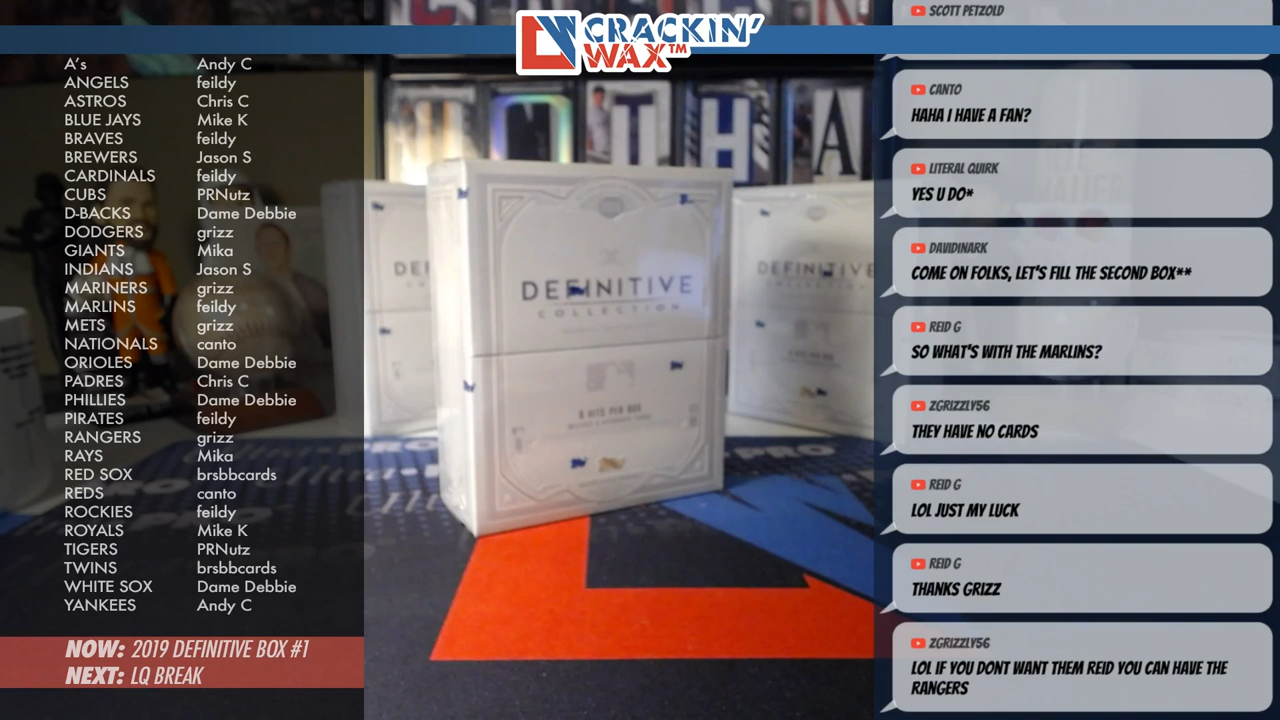 CRACKIN'
WAX™
A's Andy C
ANGELS feildy
ASTROS Chris C
BLUE JAYS Mike K
BRAVES feildy
BREWERS Jason S
CARDINALS feildy
CUBS PRNutz
D-BACKS Dame Debbie
DODGERS grizz
GIANTS Mika
INDIANS Jason S
MARINERS grizz
MARLINS feildy
METS grizz
NATIONALS canto
ORIOLES Dame Debbie
PADRES Chris C
PHILLIES Dame Debbie
PIRATES feildy
RANGERS grizz
RAYS Mika
RED SOX brsbbcards
REDS canto
ROCKIES feildy
ROYALS Mike K
TIGERS PRNutz
TWINS brsbbcards
WHITE SOX Dame Debbie
YANKEES Andy C
NOW: 2019 DEFINITIVE BOX #1
NEXT: LQ BREAK
U T H A
DEFINITIVE
COLLECTION
6 HITS PER BOX
DEFINITIVE
PRO
SCOTT PETZOLD
CANTO
HAHA I HAVE A FAN?
LITERAL QUIRK
YES U DO*
DAVIDINARK
COME ON FOLKS, LET'S FILL THE SECOND BOX**
REID G
SO WHAT'S WITH THE MARLINS?
ZGRIZZLY56
THEY HAVE NO CARDS
REID G
LOL JUST MY LUCK
REID G
THANKS GRIZZ
ZGRIZZLY56
LOL IF YOU DONT WANT THEM REID YOU CAN HAVE THE
RANGERS